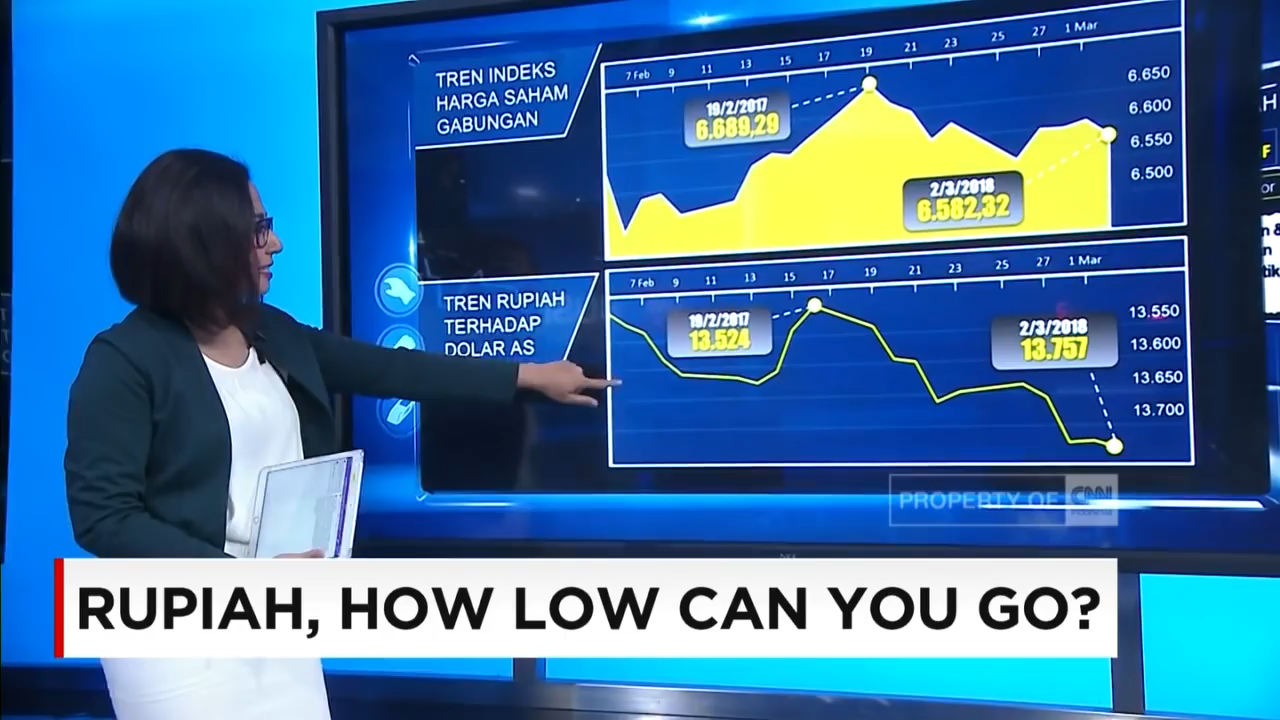 TREN INDEKS
HARGA SAHAM
GABUNGAN
7 Feb 9 11 13 15 17 19 21 23 25 27 1 Mar
19/2/2017
6.689,29
2/3/2018
6.582,32
6.650
6.600
6.550
6.500
TREN RUPIAH
TERHADAP
DOLAR AS
7 Feb 9 11 13 15 17 19 21 23 25 27 1 Mar
19/2/2017
13.524
2/3/2018
13.757
13.550
13.600
13.650
13.700
PROPERTY OF CNN
RUPIAH, HOW LOW CAN YOU GO?